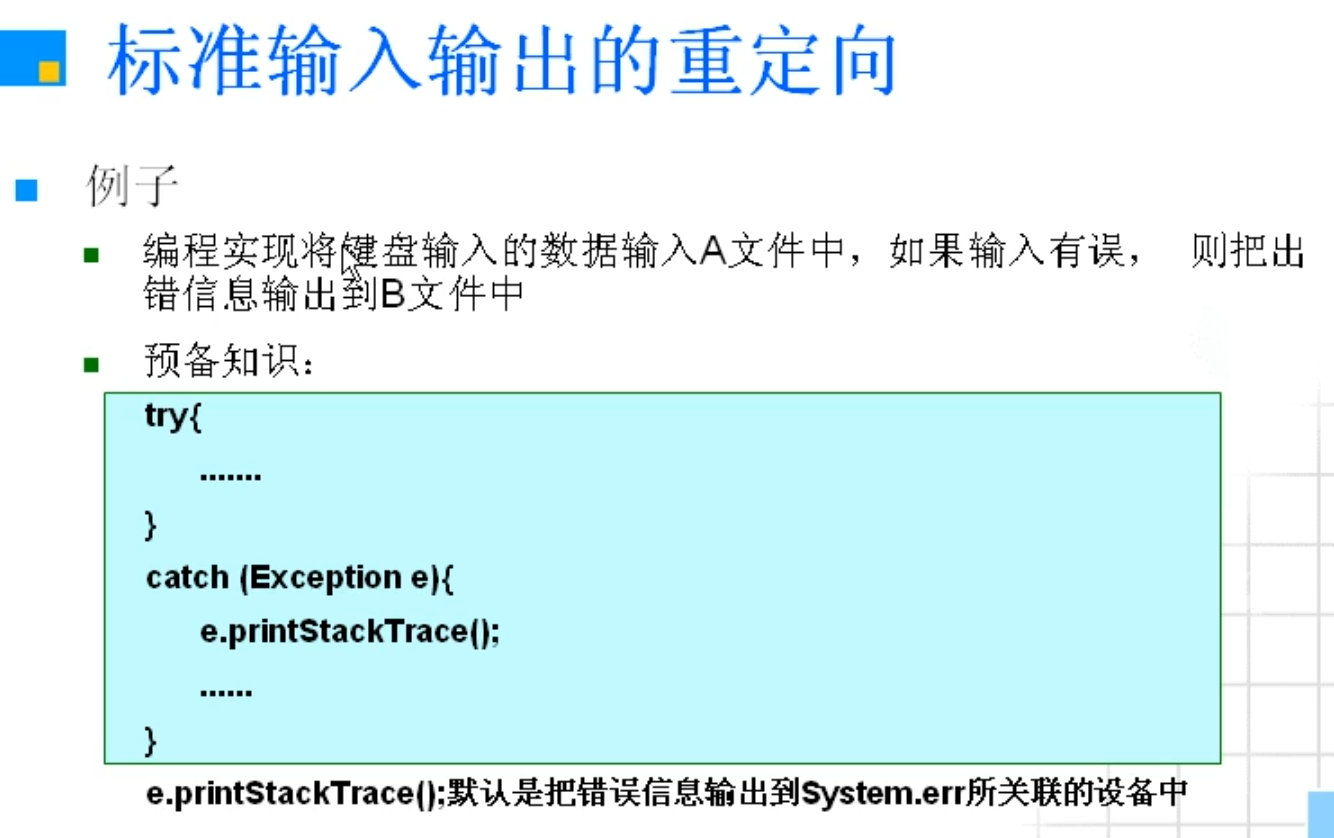 标准输入输出的重定向
例子
编程实现将键盘输入的数据输入A文件中，如果输入有误， 则把出
错信息输出到B文件中
预备知识：
try{
.......
}
catch (Exception e){
e.printStackTrace();
......
}
e.printStackTrace();默认是把错误信息输出到System.err所关联的设备中